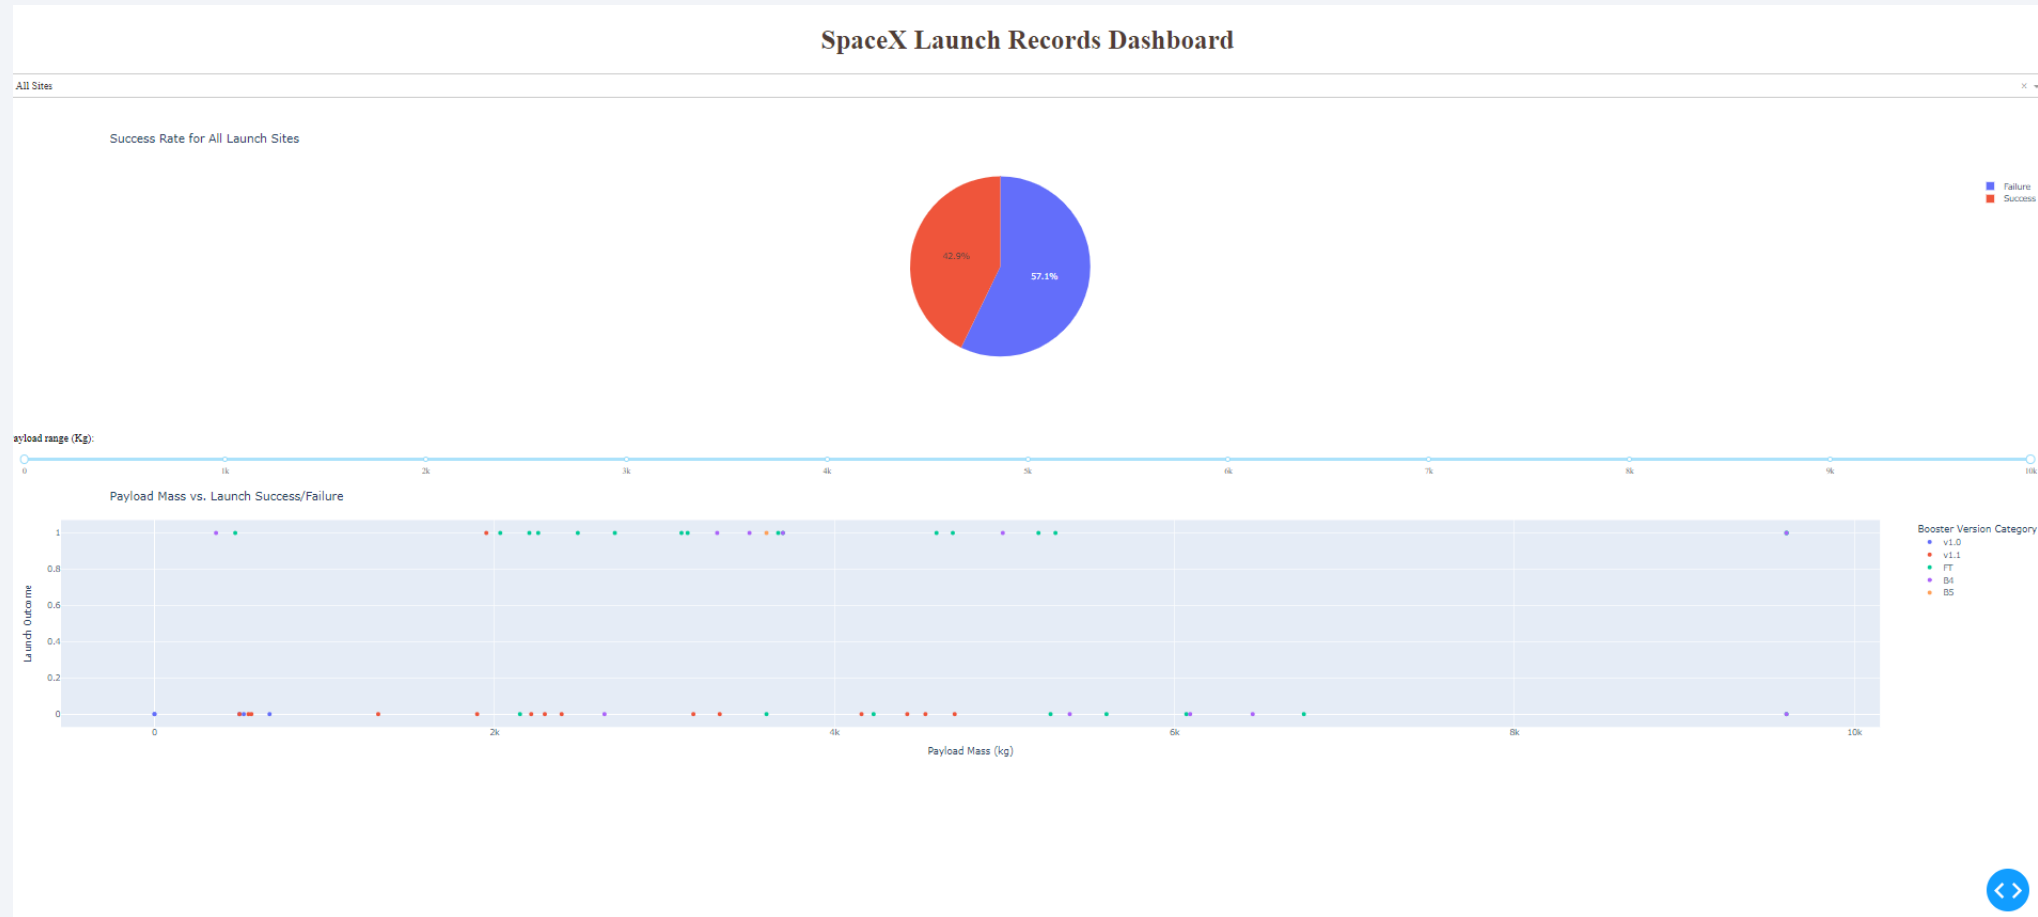 SpaceX Launch Records Dashboard
All Sites
×
Success Rate for All Launch Sites
Failure
Success
42.9%
57.1%
ayload range (Kg):
0 1k 2k 3k 4k 5k 6k 7k 8k 9k 10k
Payload Mass vs. Launch Success/Failure
Booster Version Category
v1.0
v1.1
FT
B4
B5
1
0.8
0.6
0.4
0.2
0
Launch Outcome
0 2k 4k 6k 8k 10k
Payload Mass (kg)